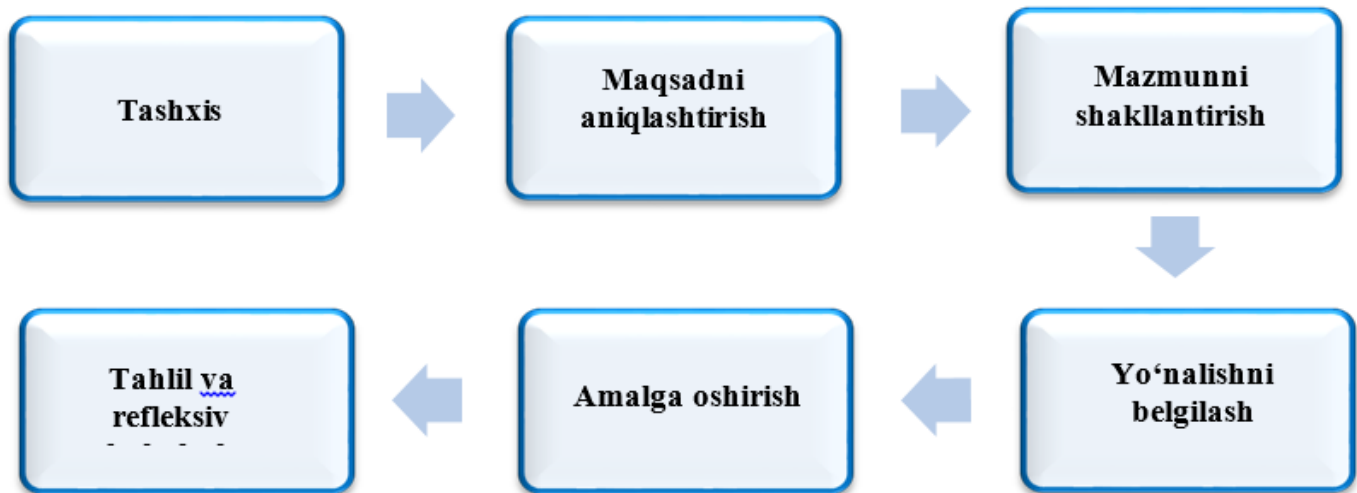 Tashxis
Maqsadni
aniqlashtirish
Mazmunni
shakllantirish
Yo‘nalishni
belgilash
Amalga oshirish
Tahlil va
refleksiv